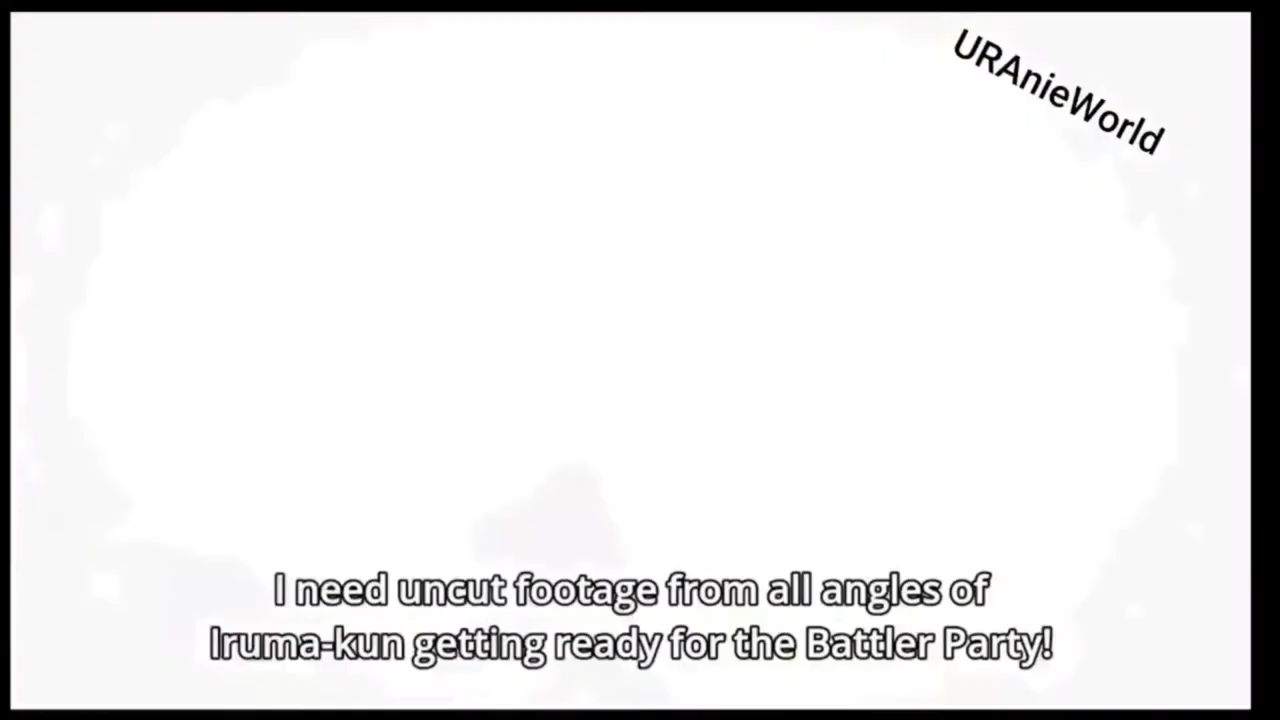 URAnieWorld
I need uncut footage from all angles of
Iruma-kun getting ready for the Battler Party!